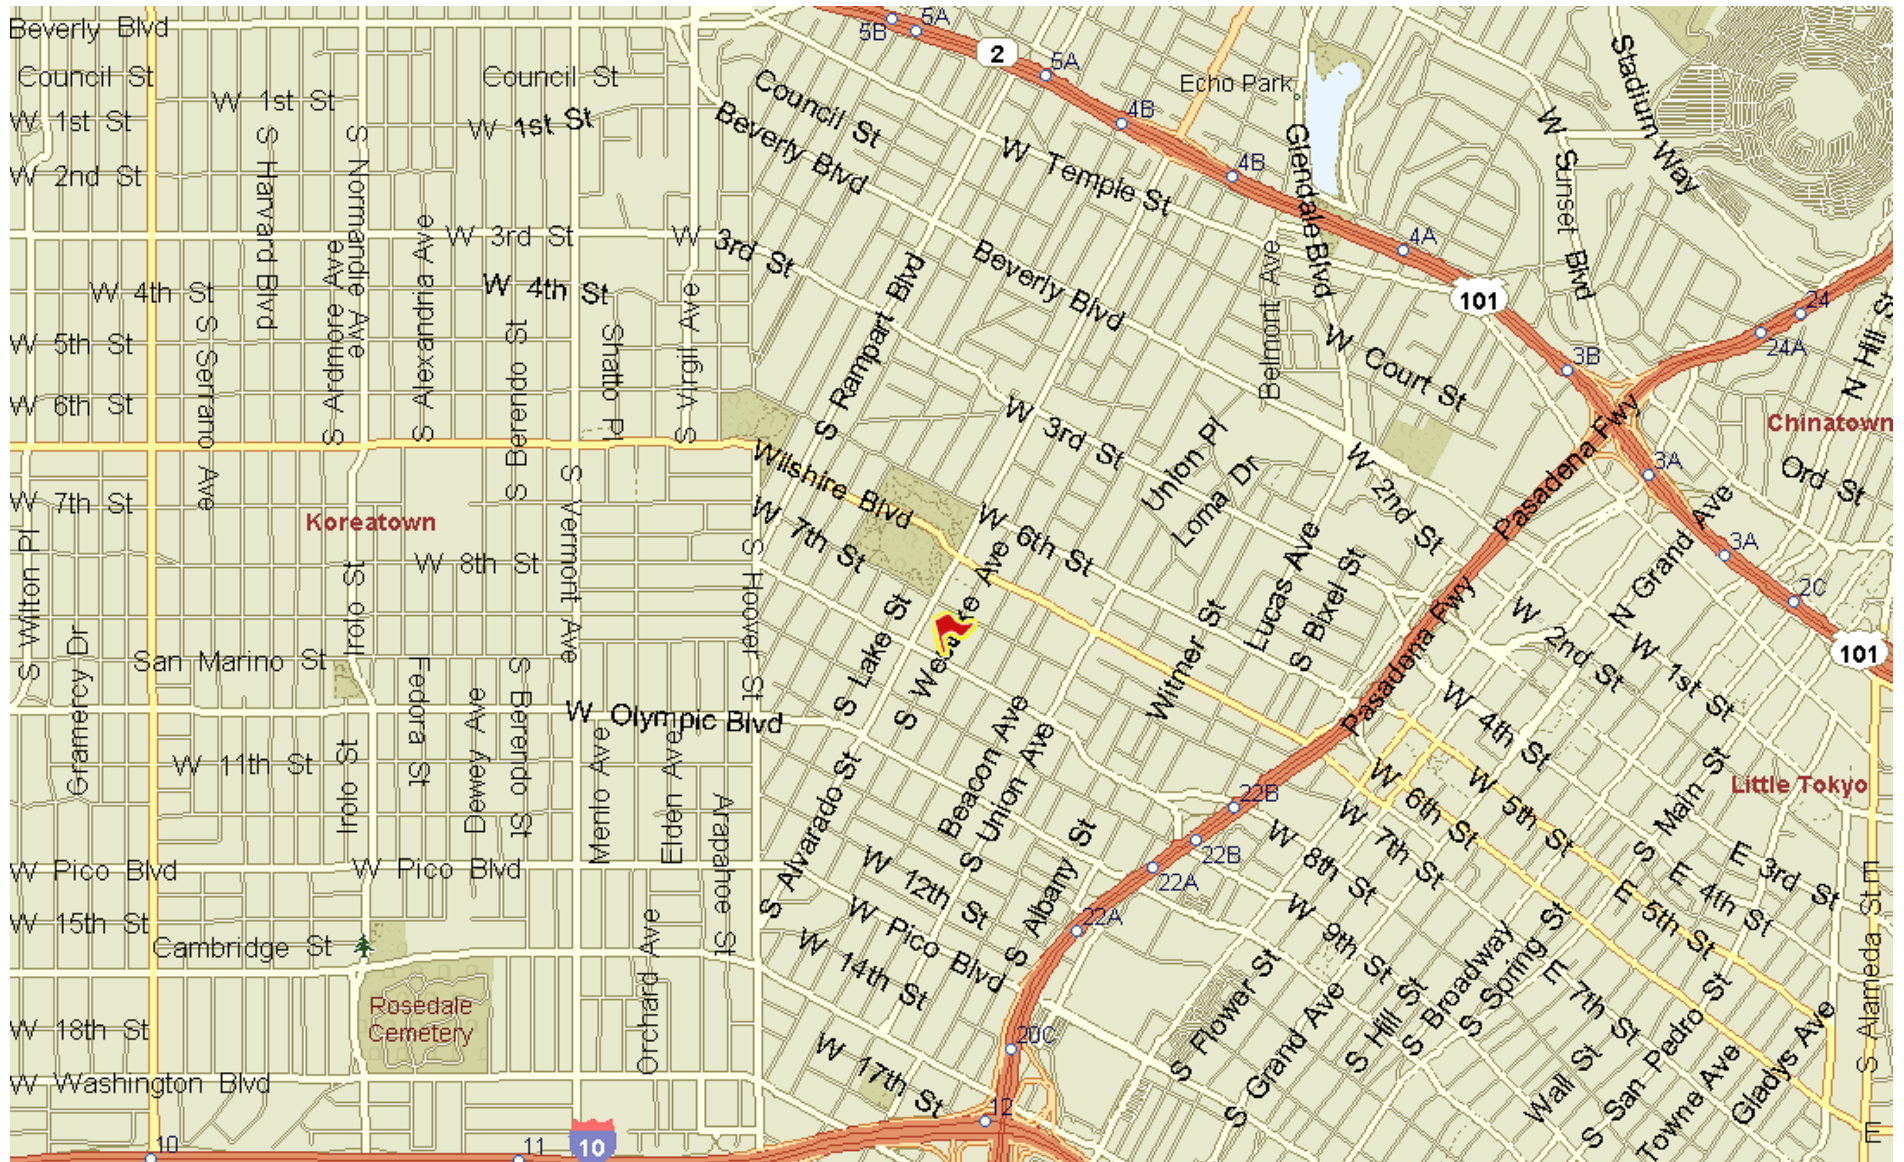 Beverly Blvd
Council St
W 1st St
W 1st St
W 2nd St
Council St
W 1st St
S Harvard Blvd
S Normandie Ave
S Ardmore Ave
S Alexandria Ave
W 3rd St
W 4th St
W 4th St
W 5th St
W 6th St
S Serrano Ave
S Berendo St
Shatto Pl
S Virgil Ave
W 3rd St
5B
5A
2
5A
4B
4B
4A
Echo Park
Council St
Beverly Blvd
W Temple St
Glendale Blvd
W Sunset Blvd
Stadium Way
Beverly Blvd
S Rampart Blvd
Belmont Ave
W Court St
101
3B
24
24A
N Hill St
Chinatown
Ord St
3A
3A
2C
101
Pasadena Fwy
Pasadena Fwy
Pasadena Fwy
W 7th St
Koreatown
W 8th St
S Wilton Pl
Irolo St
S Vermont Ave
S Hoover St
Wilshire Blvd
W 7th St
W 3rd St
Union Pl
Loma Dr
W 2nd St
W 6th St
Lucas Ave
S Bixel St
Witmer St
N Grand Ave
W 2nd St
W 1st St
W 4th St
San Marino St
Gramercy Dr
Fedora St
Dewey Ave
S Berendo St
W Olympic Blvd
S Lake St
S We ke Ave
W 11th St
Irolo St
Menlo Ave
Elden Ave
Arapahoe St
S Alvarado St
Beacon Ave
S Union Ave
S Albany St
22B
22B
22A
22A
W 6th St
W 5th St
W 7th St
W 8th St
S Main St
Little Tokyo
E 3rd St
E 4th St
E 5th St
W Pico Blvd
W Pico Blvd
W 12th St
W Pico Blvd
W 14th St
W 9th St
W 15th St
Cambridge St
Rosedale
Cemetery
Orchard Ave
W 18th St
W Washington Blvd
W 17th St
20C
12
S Flower St
S Grand Ave
S Hill St
S Broadway
S Spring St
E 7th St
Wall St
S San Pedro St
Towne Ave
Gladys Ave
S Alameda St
E
10
11
10